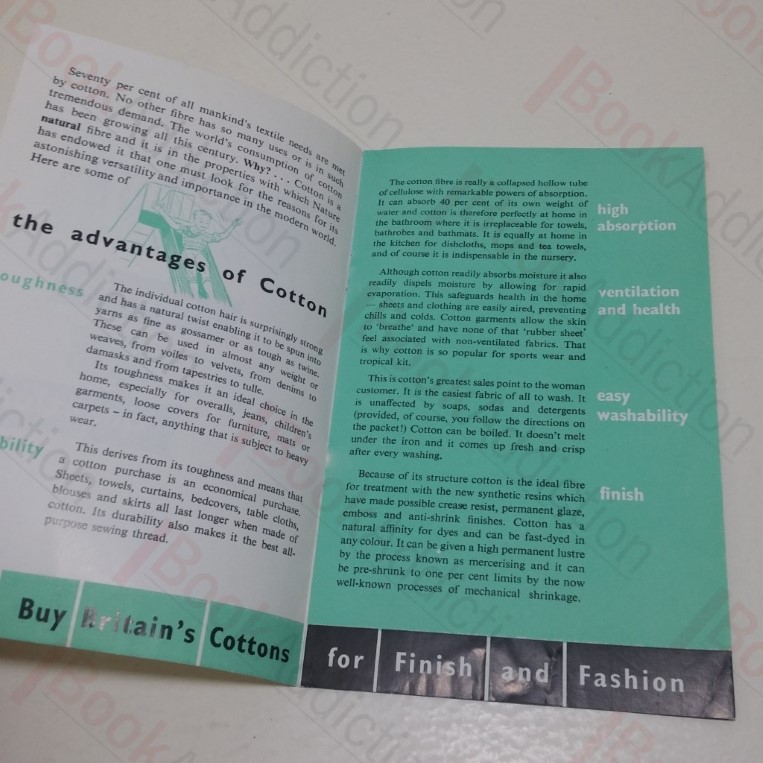 Seventy per cent of all mankind's textile needs are met
by cotton. No other fibre has so many uses or is in such
tremendous demand. The world's consumption of cotton
has been growing all this century. Why? . . . Cotton is a
natural fibre and it is in the properties with which Nature
has endowed it that one must look for the reasons for its
astonishing versatility and importance in the modern world.
Here are some of
the advantages of Cotton
oughness
The individual cotton hair is surprisingly strong
and has a natural twist enabling it to be spun into
yarns as fine as gossamer or as tough as twine.
These can be used in almost any weight or
weaves, from voiles to velvets, from denims to
damasks and from tapestries to tulle.
Its toughness makes it an ideal choice in the
home, especially for overalls, jeans, children's
garments, loose covers for furniture, mats or
carpets – in fact, anything that is subject to heavy
wear.
bility
This derives from its toughness and means that
a cotton purchase is an economical purchase.
Sheets, towels, curtains, bedcovers, table cloths,
blouses and skirts all last longer when made of
cotton. Its durability also makes it the best all-
purpose sewing thread.
Buy Britain's Cottons
The cotton fibre is really a collapsed hollow tube
of cellulose with remarkable powers of absorption.
It can absorb 40 per cent of its own weight of
water and cotton is therefore perfectly at home in
the bathroom where it is irreplaceable for towels,
bathrobes and bathmats. It is equally at home in
the kitchen for dishcloths, mops and tea towels,
and of course it is indispensable in the nursery.
high
absorption
Although cotton readily absorbs moisture it also
readily dispels moisture by allowing for rapid
evaporation. This safeguards health in the home
— sheets and clothing are easily aired, preventing
chills and colds. Cotton garments allow the skin
to 'breathe' and have none of that 'rubber sheet'
feel associated with non-ventilated fabrics. That
is why cotton is so popular for sports wear and
tropical kit.
ventilation
and health
This is cotton's greatest sales point to the woman
customer. It is the easiest fabric of all to wash. It
is unaffected by soaps, sodas and detergents
(provided, of course, you follow the directions on
the packet!) Cotton can be boiled. It doesn't melt
under the iron and it comes up fresh and crisp
after every washing.
easy
washability
Because of its structure cotton is the ideal fibre
for treatment with the new synthetic resins which
have made possible crease resist, permanent glaze,
emboss and anti-shrink finishes. Cotton has a
natural affinity for dyes and can be fast-dyed in
any colour. It can be given a high permanent lustre
by the process known as mercerising and it can
be pre-shrunk to one per cent limits by the now
well-known processes of mechanical shrinkage.
finish
for Finish and Fashion
BookAddiction